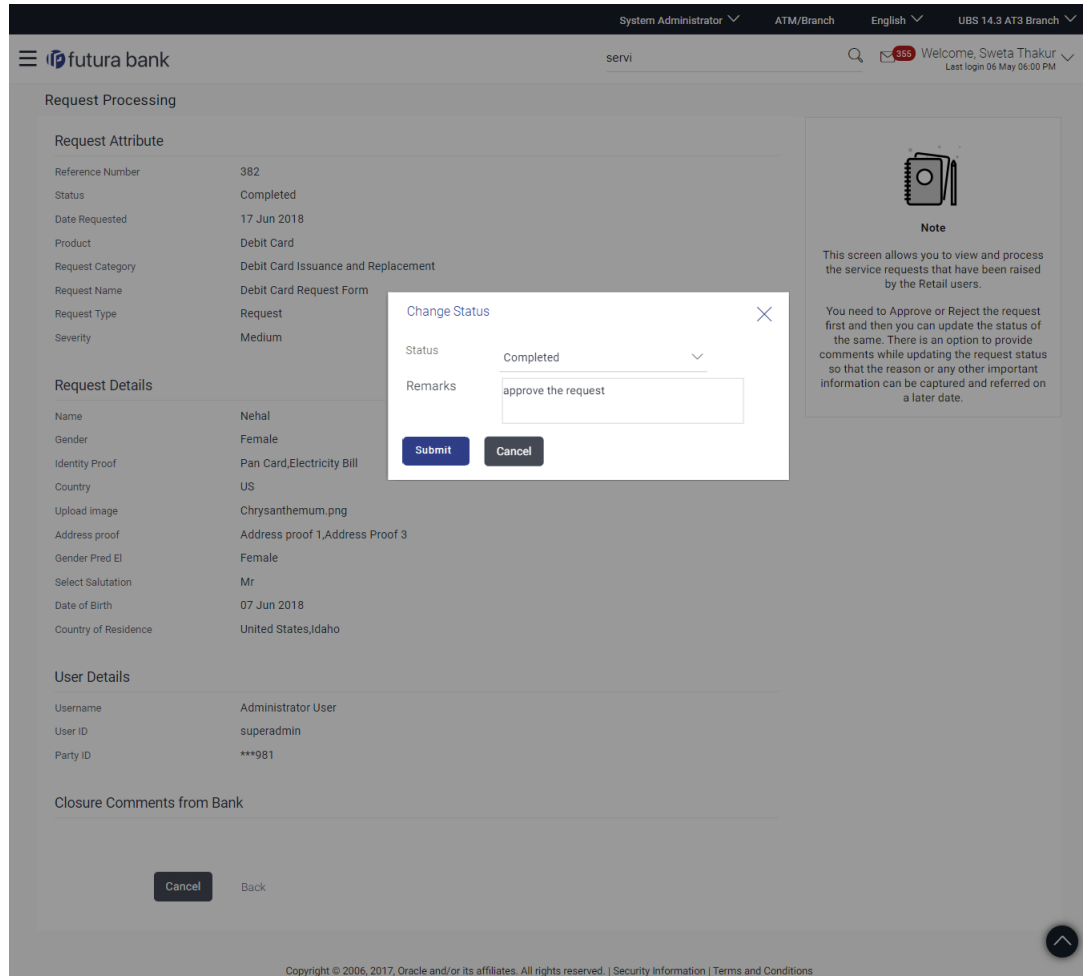 System Administrator ATM/Branch English UBS 14.3 AT3 Branch
futura bank servi 355 Welcome, Sweta Thakur
Last login 06 May 06:00 PM
Request Processing
Request Attribute
Reference Number 382
Status Completed
Date Requested 17 Jun 2018
Product Debit Card
Request Category Debit Card Issuance and Replacement
Request Name Debit Card Request Form
Request Type Request
Severity Medium
Request Details
Name Nehal
Gender Female
Identity Proof Pan Card,Electricity Bill
Country US
Upload image Chrysanthemum.png
Address proof Address proof 1,Address Proof 3
Gender Pred El Female
Select Salutation Mr
Date of Birth 07 Jun 2018
Country of Residence United States,Idaho
User Details
Username Administrator User
User ID superadmin
Party ID ***981
Closure Comments from Bank
Cancel Back
Change Status
Status Completed
Remarks approve the request
Submit Cancel
Note
This screen allows you to view and process
the service requests that have been raised
by the Retail users.
You need to Approve or Reject the request
first and then you can update the status of
the same. There is an option to provide
comments while updating the request status
so that the reason or any other important
information can be captured and referred on
a later date.
Copyright © 2006, 2017, Oracle and/or its affiliates. All rights reserved. | Security Information | Terms and Conditions